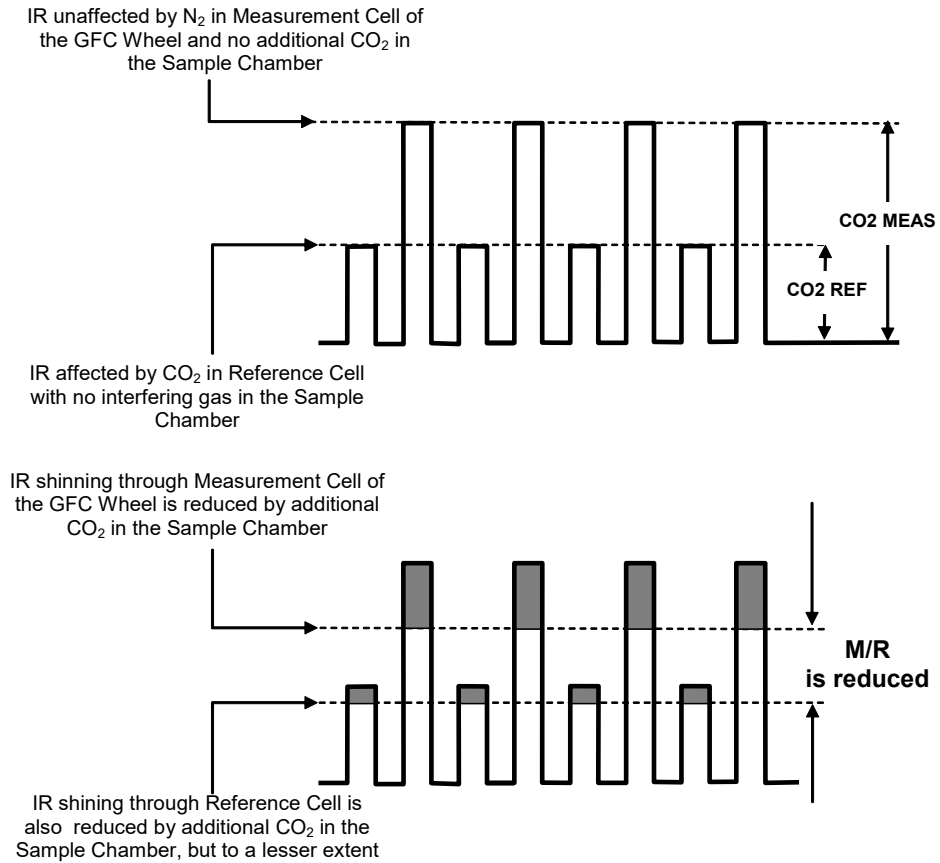 IR unaffected by N₂ in Measurement Cell of
the GFC Wheel and no additional CO₂ in
the Sample Chamber
CO2 MEAS
CO2 REF
IR affected by CO₂ in Reference Cell
with no interfering gas in the Sample
Chamber
IR shinning through Measurement Cell of
the GFC Wheel is reduced by additional
CO₂ in the Sample Chamber
M/R
is reduced
IR shining through Reference Cell is
also reduced by additional CO₂ in the
Sample Chamber, but to a lesser extent